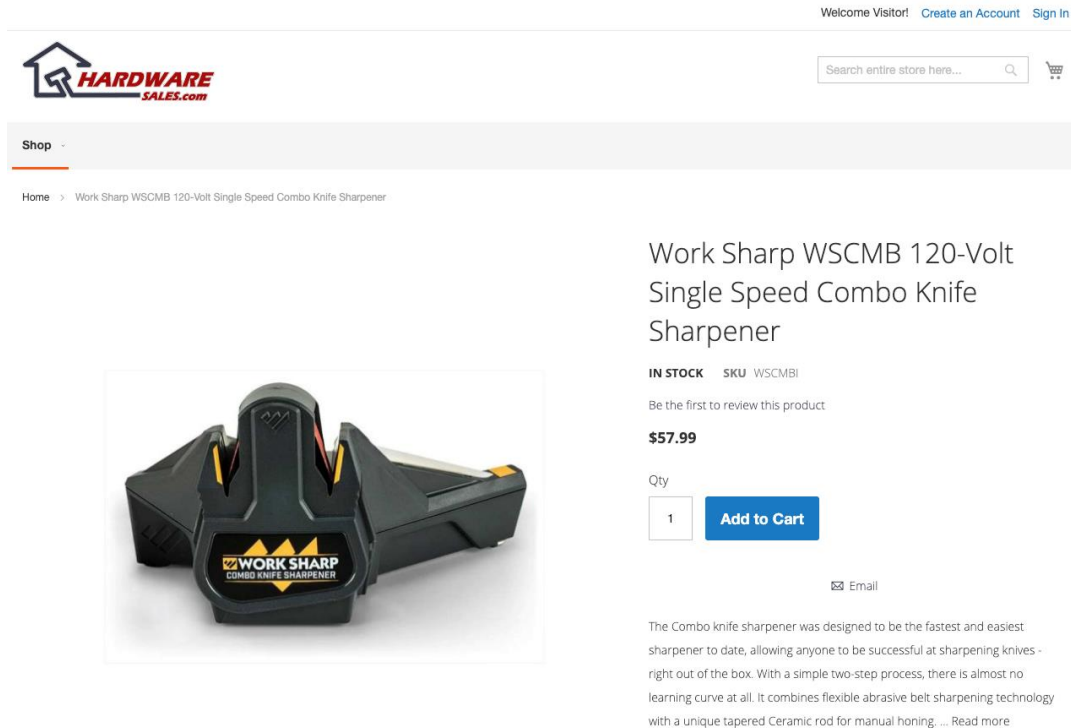 Welcome Visitor! Create an Account Sign In
HARDWARE
SALES.com
Search entire store here...
Shop
Home > Work Sharp WSCMB 120-Volt Single Speed Combo Knife Sharpener
Work Sharp WSCMB 120-Volt
Single Speed Combo Knife
Sharpener
IN STOCK SKU WSCMBI
Be the first to review this product
$57.99
Qty
1 Add to Cart
WORK SHARP
COMBO KNIFE SHARPENER
Email
The Combo knife sharpener was designed to be the fastest and easiest
sharpener to date, allowing anyone to be successful at sharpening knives -
right out of the box. With a simple two-step process, there is almost no
learning curve at all. It combines flexible abrasive belt sharpening technology
with a unique tapered Ceramic rod for manual honing. ... Read more